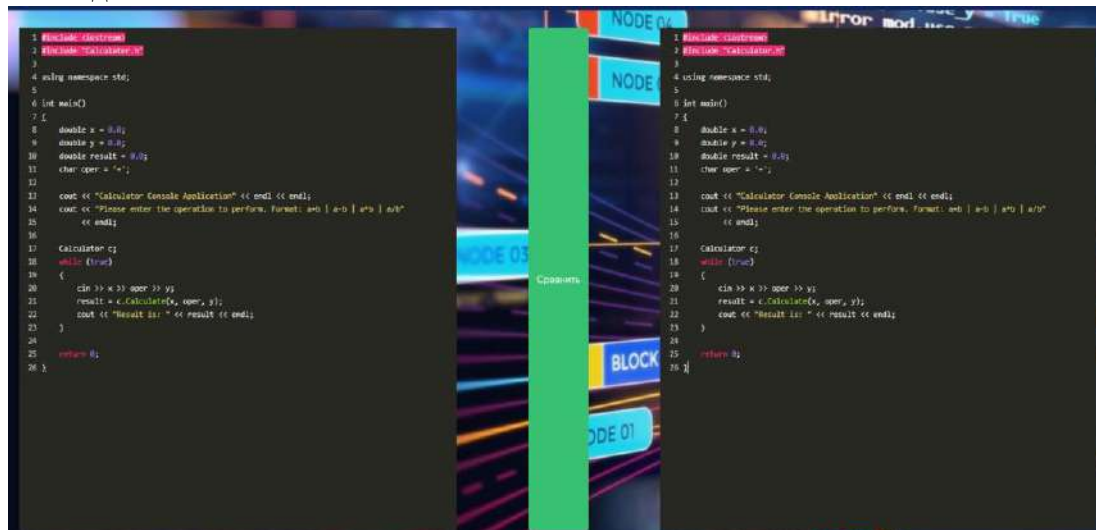 1 #include <iostream>
2 #include "Calculator.h"
3
4 using namespace std;
5
6 int main()
7 {
8 double x = 0.0;
9 double y = 0.0;
10 double result = 0.0;
11 char oper = '+';
12
13 cout << "Calculator Console Application" << endl << endl;
14 cout << "Please enter the operation to perform. Format: a+b | a-b | a*b | a/b"
15 << endl;
16
17 Calculator c;
18 while (true)
19 {
20 cin >> x >> oper >> y;
21 result = c.Calculate(x, oper, y);
22 cout << "Result is: " << result << endl;
23 }
24
25 return 0;
26 }
NODE 03
Сравнить
NODE 04
NODE
BLOCK
ODE 01
mirror mod.use_y = True
1 #include <iostream>
2 #include "Calculator.h"
3
4 using namespace std;
5
6 int main()
7 {
8 double x = 0.0;
9 double y = 0.0;
10 double result = 0.0;
11 char oper = '+';
12
13 cout << "Calculator Console Application" << endl << endl;
14 cout << "Please enter the operation to perform. Format: a+b | a-b | a*b | a/b"
15 << endl;
16
17 Calculator c;
18 while (true)
19 {
20 cin >> x >> oper >> y;
21 result = c.Calculate(x, oper, y);
22 cout << "Result is: " << result << endl;
23 }
24
25 return 0;
26 }